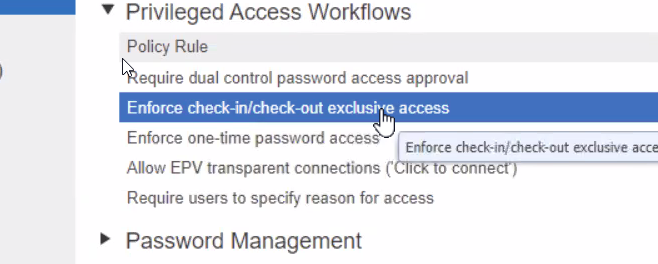 Privileged Access Workflows
Policy Rule
Require dual control password access approval
Enforce check-in/check-out exclusive access
Enforce one-time password access
Enforce check-in/check-out exclusive acce
Allow EPV transparent connections ('Click to connect')
Require users to specify reason for access
Password Management